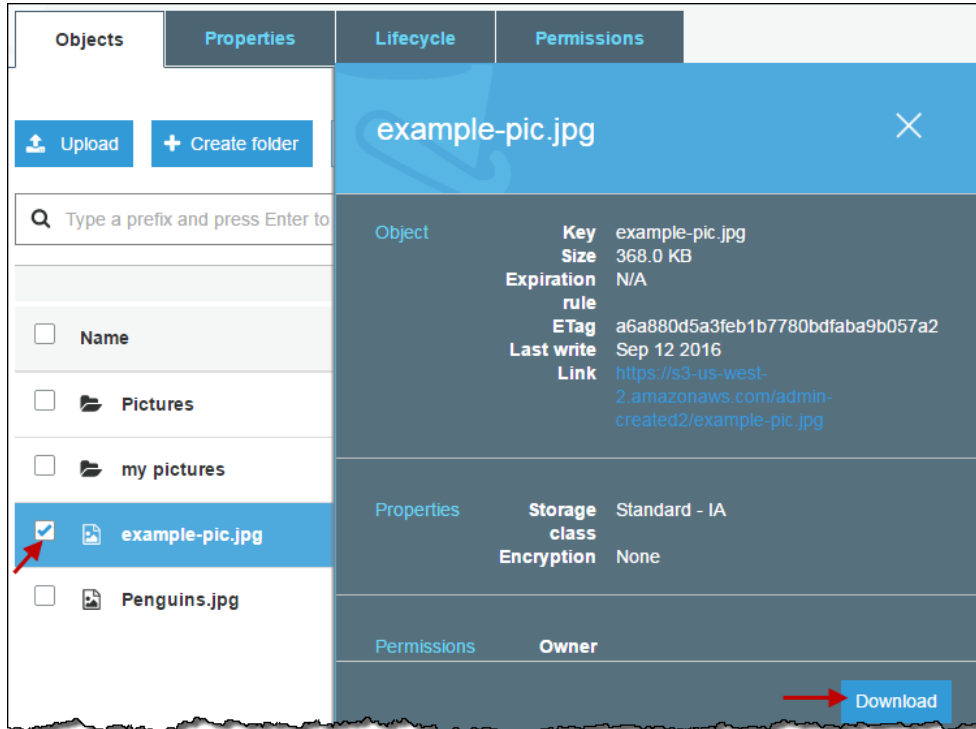 Objects
Properties
Lifecycle
Permissions
Upload
Create folder
Type a prefix and press Enter to
Name
Pictures
my pictures
example-pic.jpg
Penguins.jpg
example-pic.jpg
Object
Key example-pic.jpg
Size 368.0 KB
Expiration N/A
rule
ETag a6a880d5a3feb1b7780bdfaba9b057a2
Last write Sep 12 2016
Link https://s3-us-west-
2.amazonaws.com/admin-
created2/example-pic.jpg
Properties
Storage Standard - IA
class
Encryption None
Permissions
Owner
Download